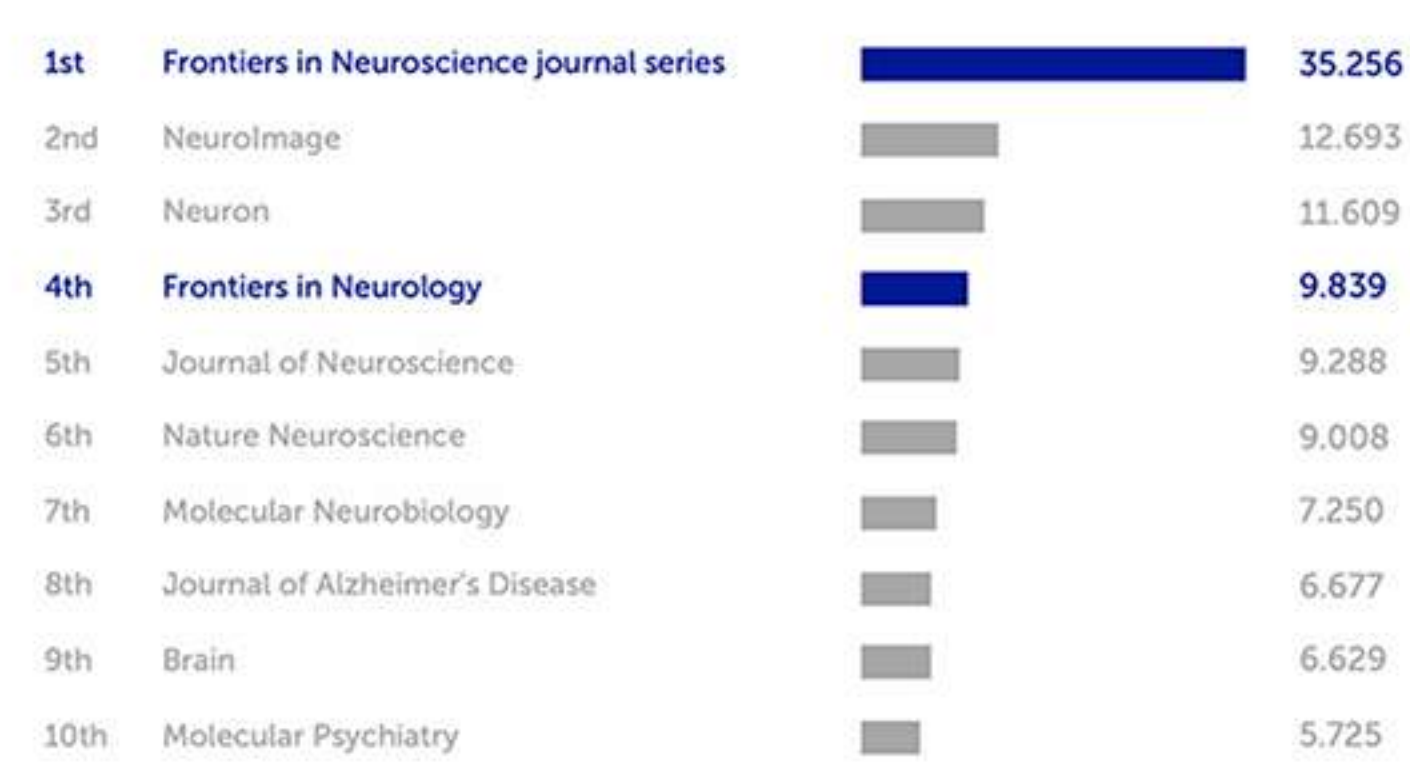 1st Frontiers in Neuroscience journal series 35.256
2nd NeuroImage 12.693
3rd Neuron 11.609
4th Frontiers in Neurology 9.839
5th Journal of Neuroscience 9.288
6th Nature Neuroscience 9.008
7th Molecular Neurobiology 7.250
8th Journal of Alzheimer's Disease 6.677
9th Brain 6.629
10th Molecular Psychiatry 5.725